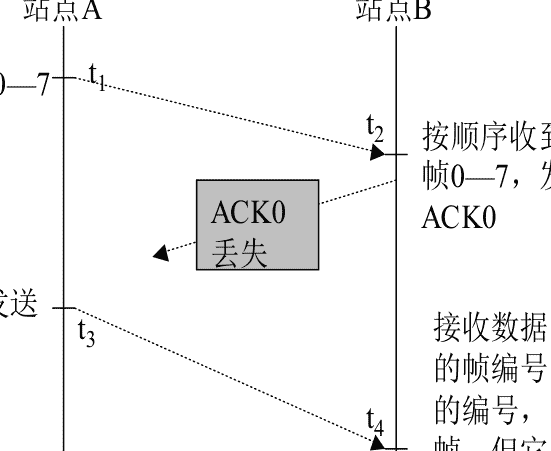 站点A
站点B
0—7
t1
t2
按顺序收到
帧0—7，发
ACK0
ACK0
丢失
发送
t3
接收数据
的帧编号
的编号，
t4
帧，但它